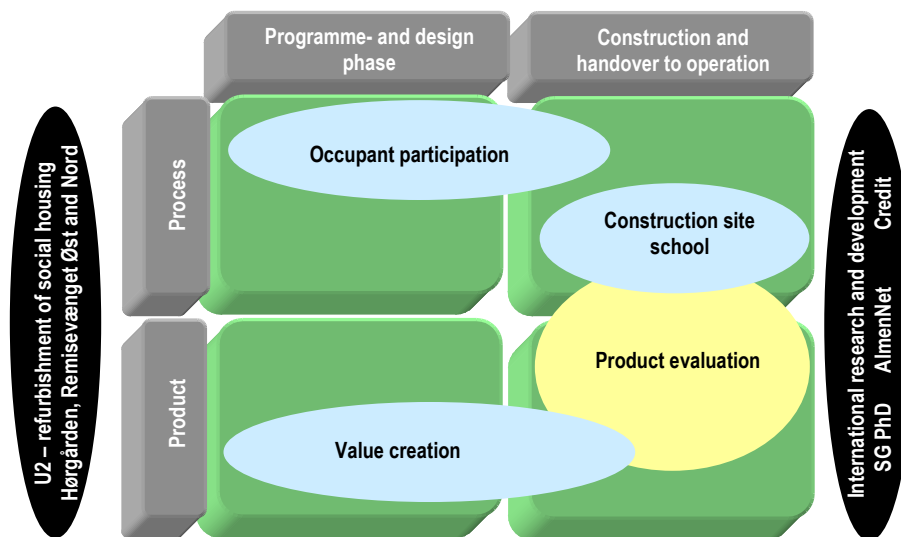 Programme- and design
phase
Construction and
handover to operation
U2 – refurbishment of social housing
Hørgården, Remisevænget Øst and Nord
Process
Occupant participation
Construction site
school
Product
Product evaluation
Value creation
International research and development
SG PhD AlmenNet Credit